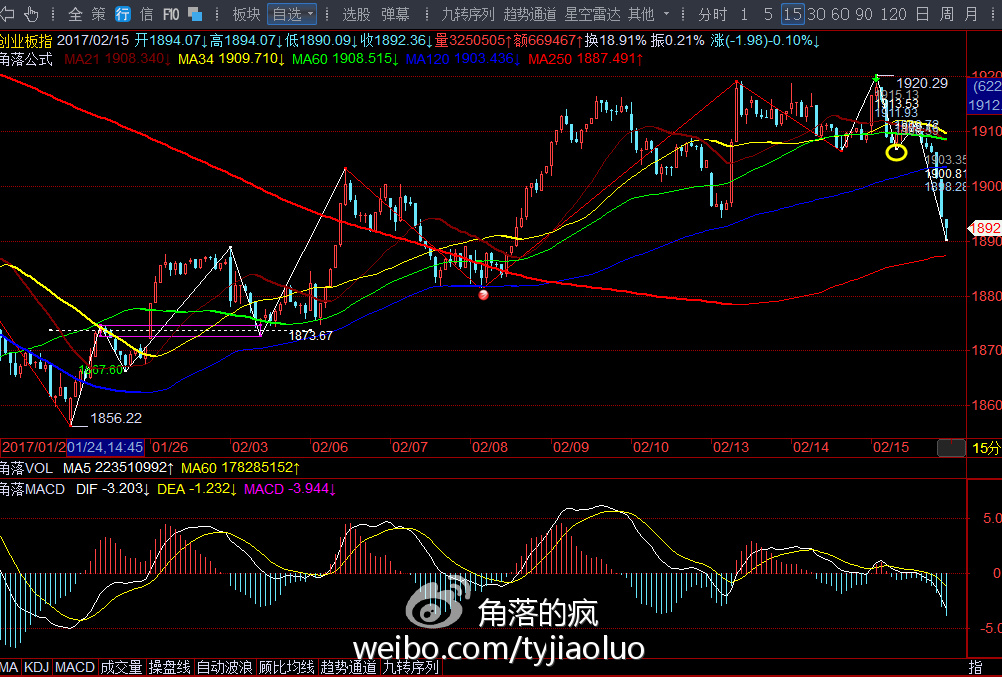 全 策 行 信 F10 板块 自选 选股 弹幕 九转序列 趋势通道 星空雷达 其他 分时 1 5 15 30 60 90 120 日 周 月
创业板指 2017/02/15 开1894.07↓高1894.07↓低1890.09↓收1892.36↓量3250505↑额669467↑换18.91% 振0.21% 涨(-1.98)-0.10%↓
角落公式 MA21 1908.340↓ MA34 1909.710↓ MA60 1908.515↓ MA120 1903.436↓ MA250 1887.491↑
1920
1920.29
(622
1915.13
1913.53
1912.
1911.93
1910
1903.35
1900.81
1898.28
1900
1892
1890
1880
1873.67
1870
1867.60
1860
1856.22
2017/01/2 01/24,14:45 01/26 02/03 02/06 02/07 02/08 02/09 02/10 02/13 02/14 02/15 15分
角落VOL MA5 223510992↑ MA60 178285152↑
角落MACD DIF -3.203↓ DEA -1.232↓ MACD -3.944↓
5.0
0
角落的疯
-5.0
weibo.com/tyjiaoluo
MA KDJ MACD 成交量 操盘线 自动波浪 顾比均线 趋势通道 九转序列 指